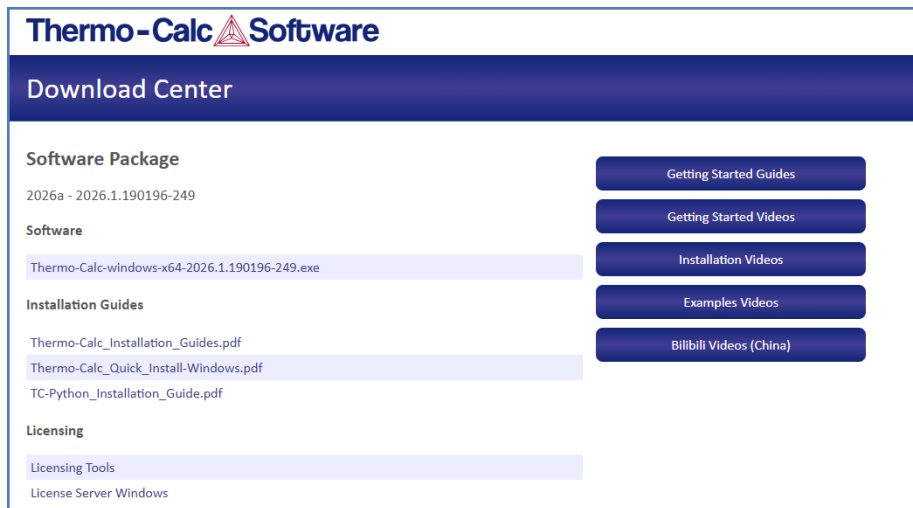 Thermo-Calc Software
Download Center
Software Package
2026a - 2026.1.190196-249
Software
Thermo-Calc-windows-x64-2026.1.190196-249.exe
Installation Guides
Thermo-Calc_Installation_Guides.pdf
Thermo-Calc_Quick_Install-Windows.pdf
TC-Python_Installation_Guide.pdf
Licensing
Licensing Tools
License Server Windows
Getting Started Guides
Getting Started Videos
Installation Videos
Examples Videos
Bilibili Videos (China)